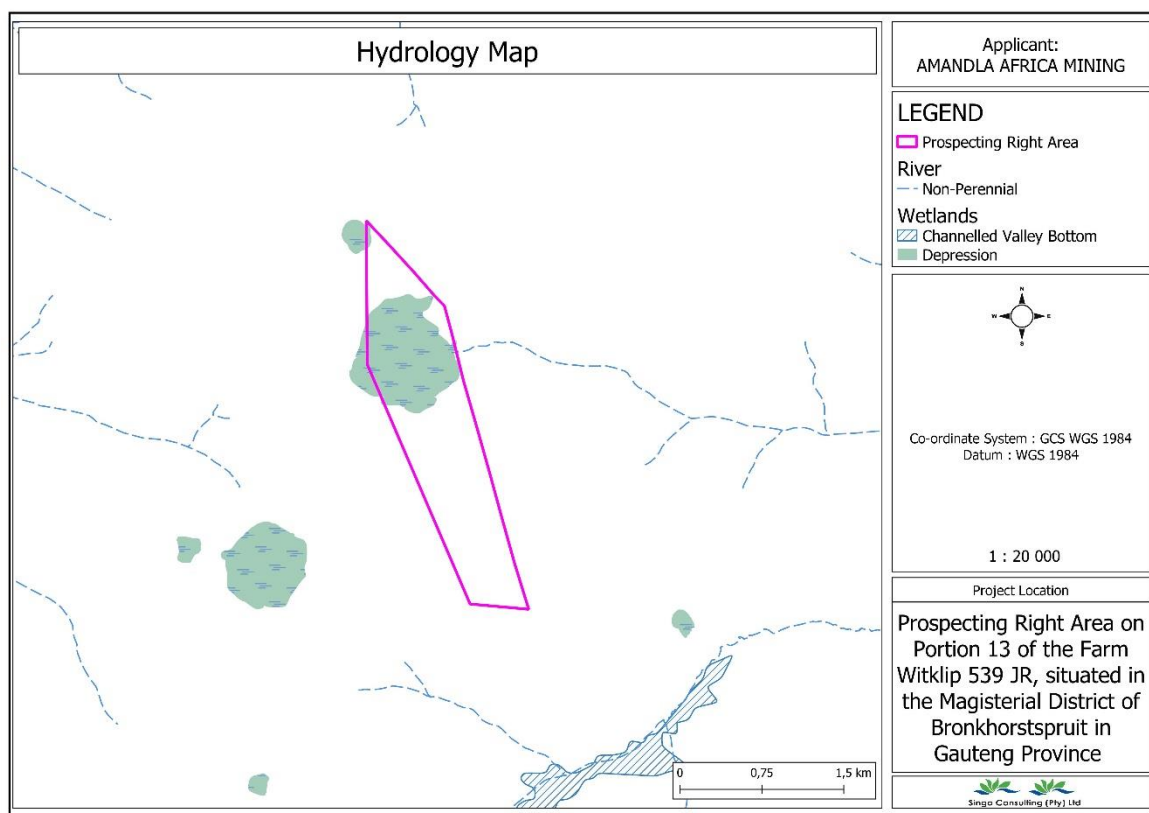 Hydrology Map
Applicant:
AMANDLA AFRICA MINING
LEGEND
Prospecting Right Area
River
Non-Perennial
Wetlands
Channelled Valley Bottom
Depression
N
W E
S
Co-ordinate System : GCS WGS 1984
Datum : WGS 1984
1 : 20 000
Project Location
Prospecting Right Area on
Portion 13 of the Farm
Witklip 539 JR, situated in
the Magisterial District of
Bronkhorstspruit in
Gauteng Province
Singo Consulting (Pty) Ltd
0 0,75 1,5 km